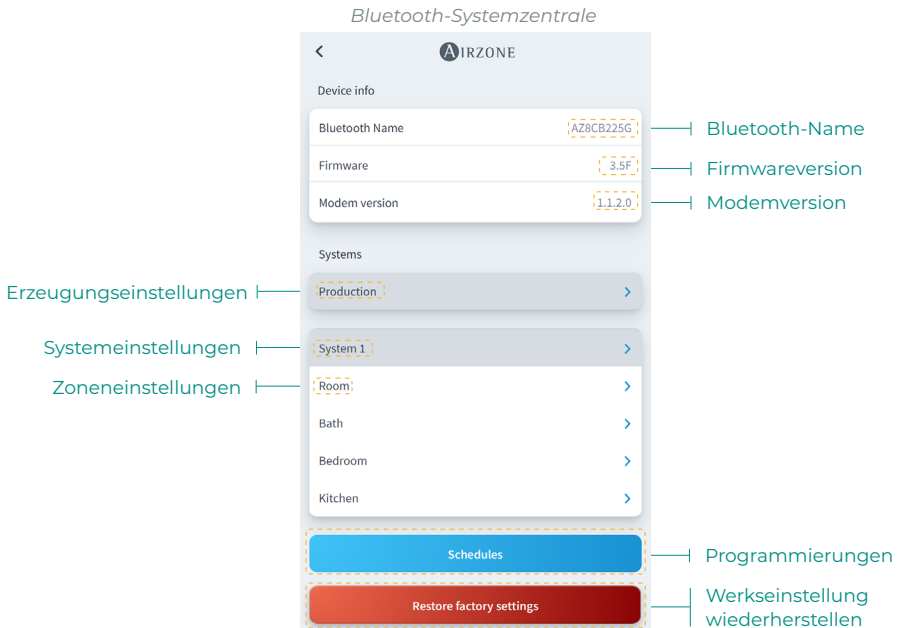 Bluetooth-Systemzentrale
AIRZONE
Device info
Bluetooth Name AZ8CB225G
Bluetooth-Name
Firmware 3.5F
Firmwareversion
Modem version 1.1.2.0
Modemversion
Systems
Erzeugungseinstellungen
Production
Systemeinstellungen
System 1
Zoneneinstellungen
Room
Bath
Bedroom
Kitchen
Schedules
Programmierungen
Restore factory settings
Werkseinstellung
wiederherstellen